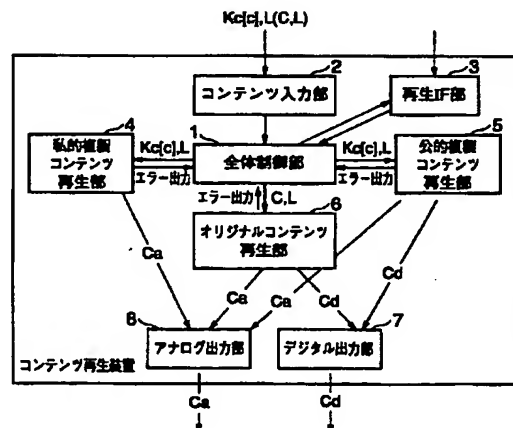 Kc[c],L(C,L)
2
コンテンツ入力部
3
再生IF部
4
私的複製
コンテンツ
再生部
Kc[c],L
エラー出力
1
全体制御部
Kc[c],L
エラー出力
5
公的複製
コンテンツ
再生部
エラー出力
C,L
6
オリジナルコンテンツ
再生部
Ca
Ca
Ca
Cd
Cd
8
アナログ出力部
7
デジタル出力部
コンテンツ再生装置
Ca
Cd